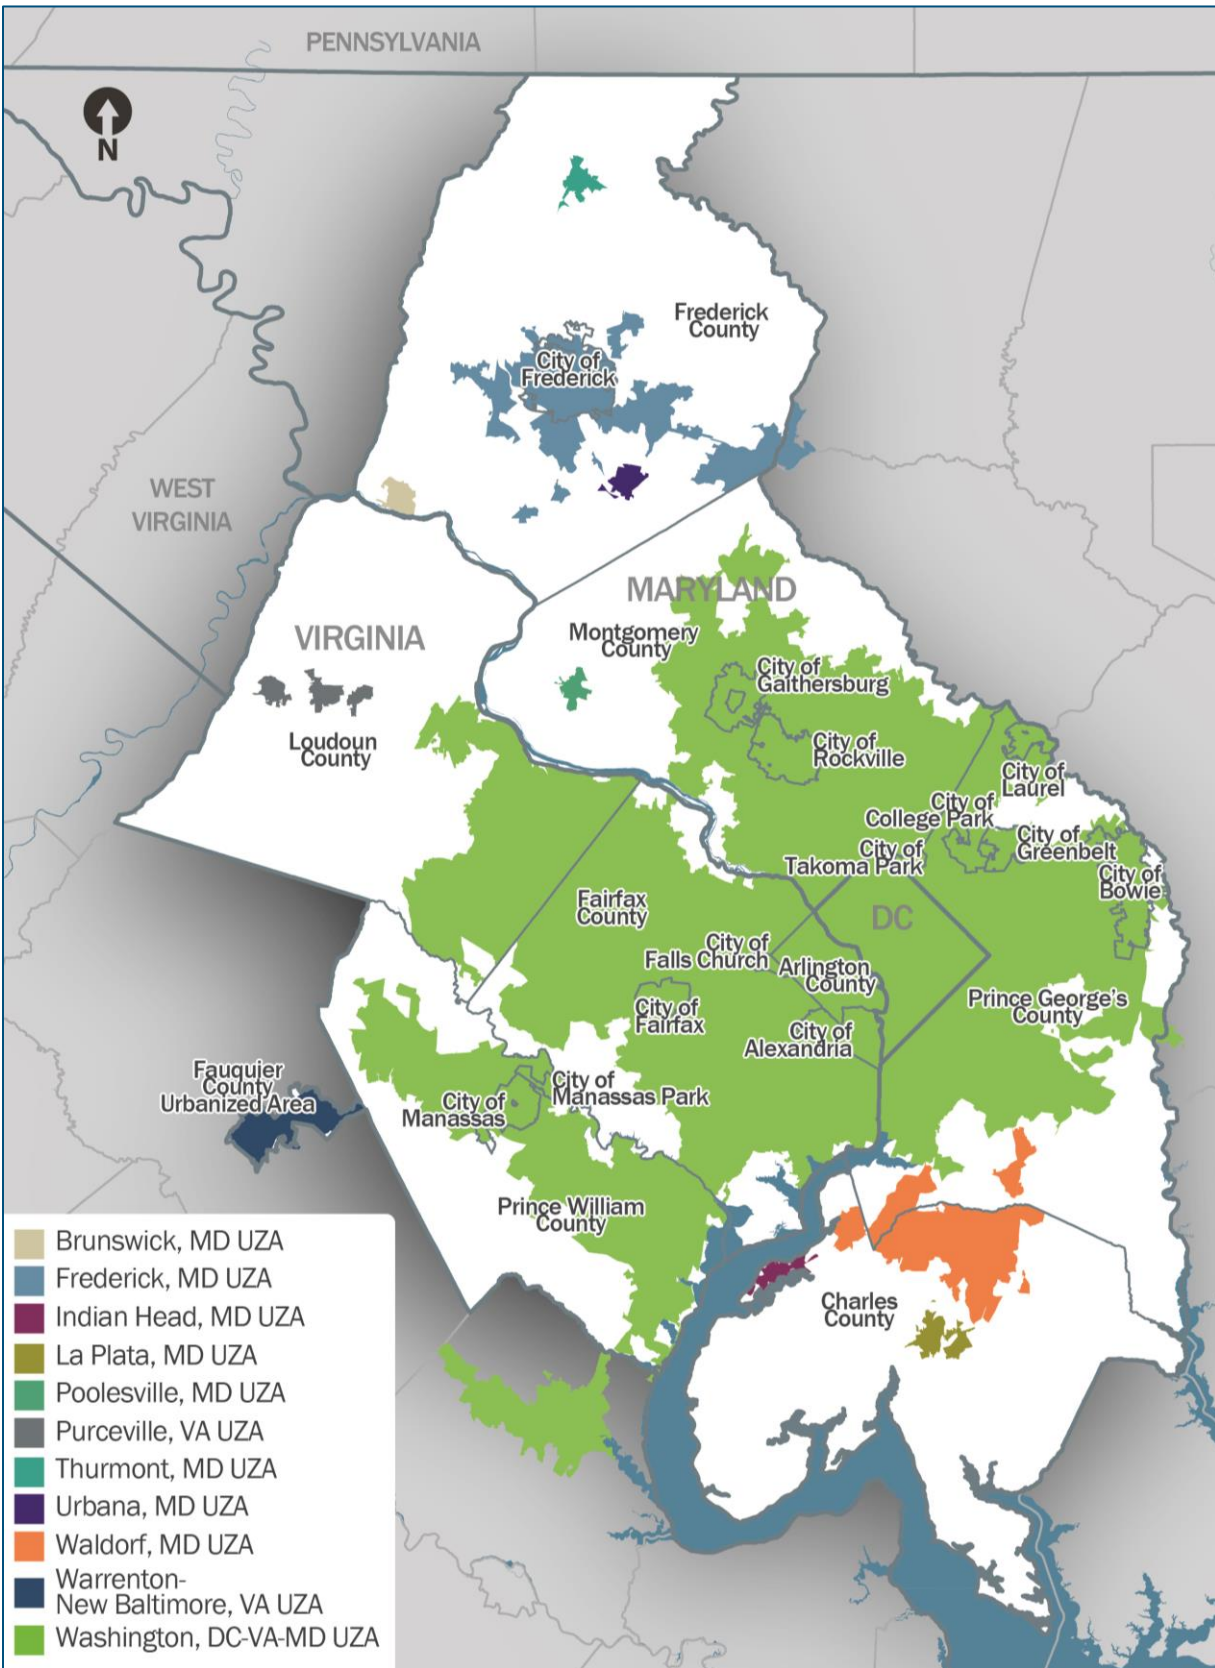 PENNSYLVANIA
N
Frederick
County
City of
Frederick
WEST
VIRGINIA
MARYLAND
VIRGINIA
Montgomery
County
City of
Gaithersburg
City of
Rockville
Loudoun
County
City of
Laurel
City of
College Park
City of
Greenbelt
City of
Takoma Park
City of
Bowie
Fairfax
County
DC
City of
Falls Church
Arlington
County
City of
Fairfax
Prince George's
County
City of
Alexandria
Fauquier
County
Urbanized Area
City of
Manassas Park
City of
Manassas
Prince William
County
Charles
County
Brunswick, MD UZA
Frederick, MD UZA
Indian Head, MD UZA
La Plata, MD UZA
Poolesville, MD UZA
Purceville, VA UZA
Thurmont, MD UZA
Urbana, MD UZA
Waldorf, MD UZA
Warrenton-
New Baltimore, VA UZA
Washington, DC-VA-MD UZA